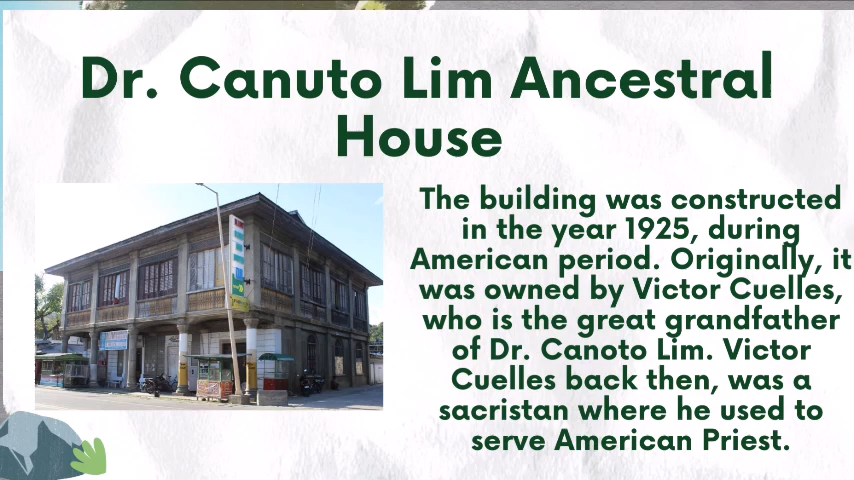 Dr. Canuto Lim Ancestral
House
The building was constructed
in the year 1925, during
American period. Originally, it
was owned by Victor Cuelles,
who is the great grandfather
of Dr. Canoto Lim. Victor
Cuelles back then, was a
sacristan where he used to
serve American Priest.